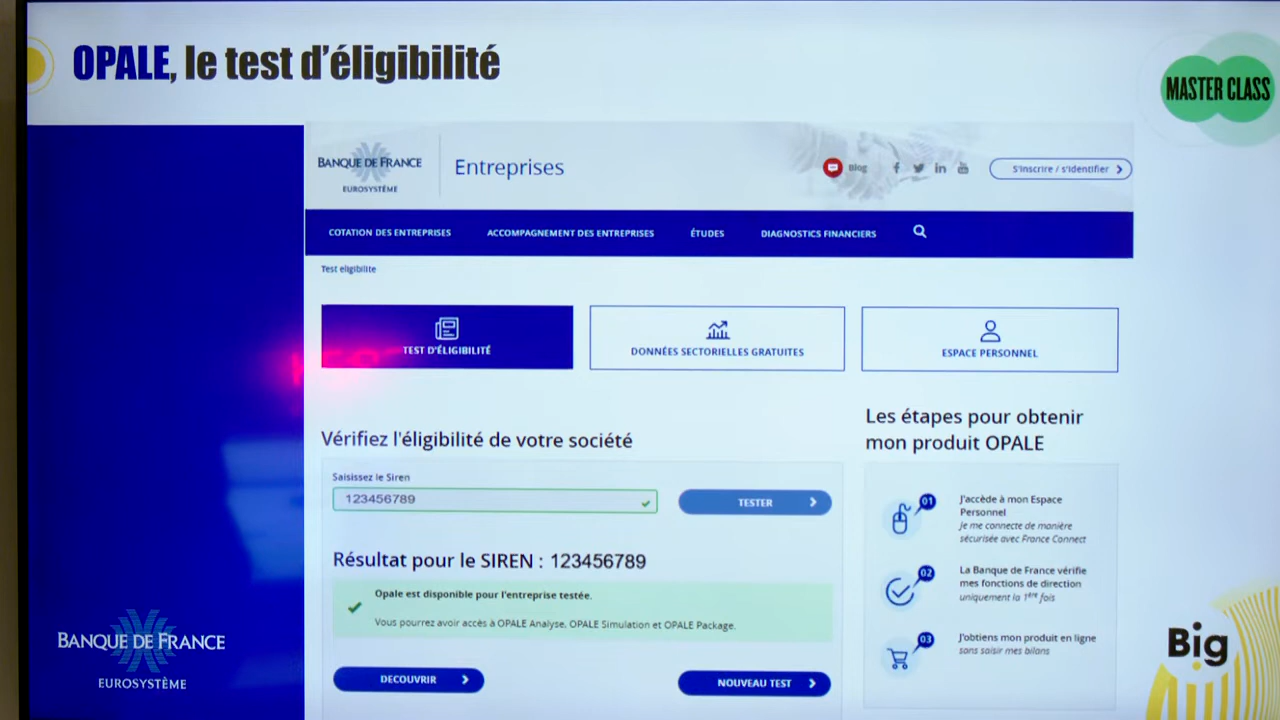 OPALE, le test d'éligibilité
MASTER CLASS
BANQUE DE FRANCE
EUROSYSTÈME
Entreprises
Blog
S'inscrire / s'identifier
COTATION DES ENTREPRISES
ACCOMPAGNEMENT DES ENTREPRISES
ÉTUDES
DIAGNOSTICS FINANCIERS
Test eligibilite
TEST D'ÉLIGIBILITÉ
DONNÉES SECTORIELLES GRATUITES
ESPACE PERSONNEL
Vérifiez l'éligibilité de votre société
Saisissez le Siren
123456789
TESTER
Résultat pour le SIREN : 123456789
Opale est disponible pour l'entreprise testée.
Vous pourrez avoir accès à OPALE Analyse, OPALE Simulation et OPALE Package.
DECOUVRIR
NOUVEAU TEST
Les étapes pour obtenir
mon produit OPALE
01
J'accède à mon Espace
Personnel
Je me connecte de manière
sécurisée avec France Connect
02
La Banque de France vérifie
mes fonctions de direction
uniquement la 1ère fois
03
J'obtiens mon produit en ligne
sans saisir mes bilans
BANQUE DE FRANCE
EUROSYSTÈME
Big